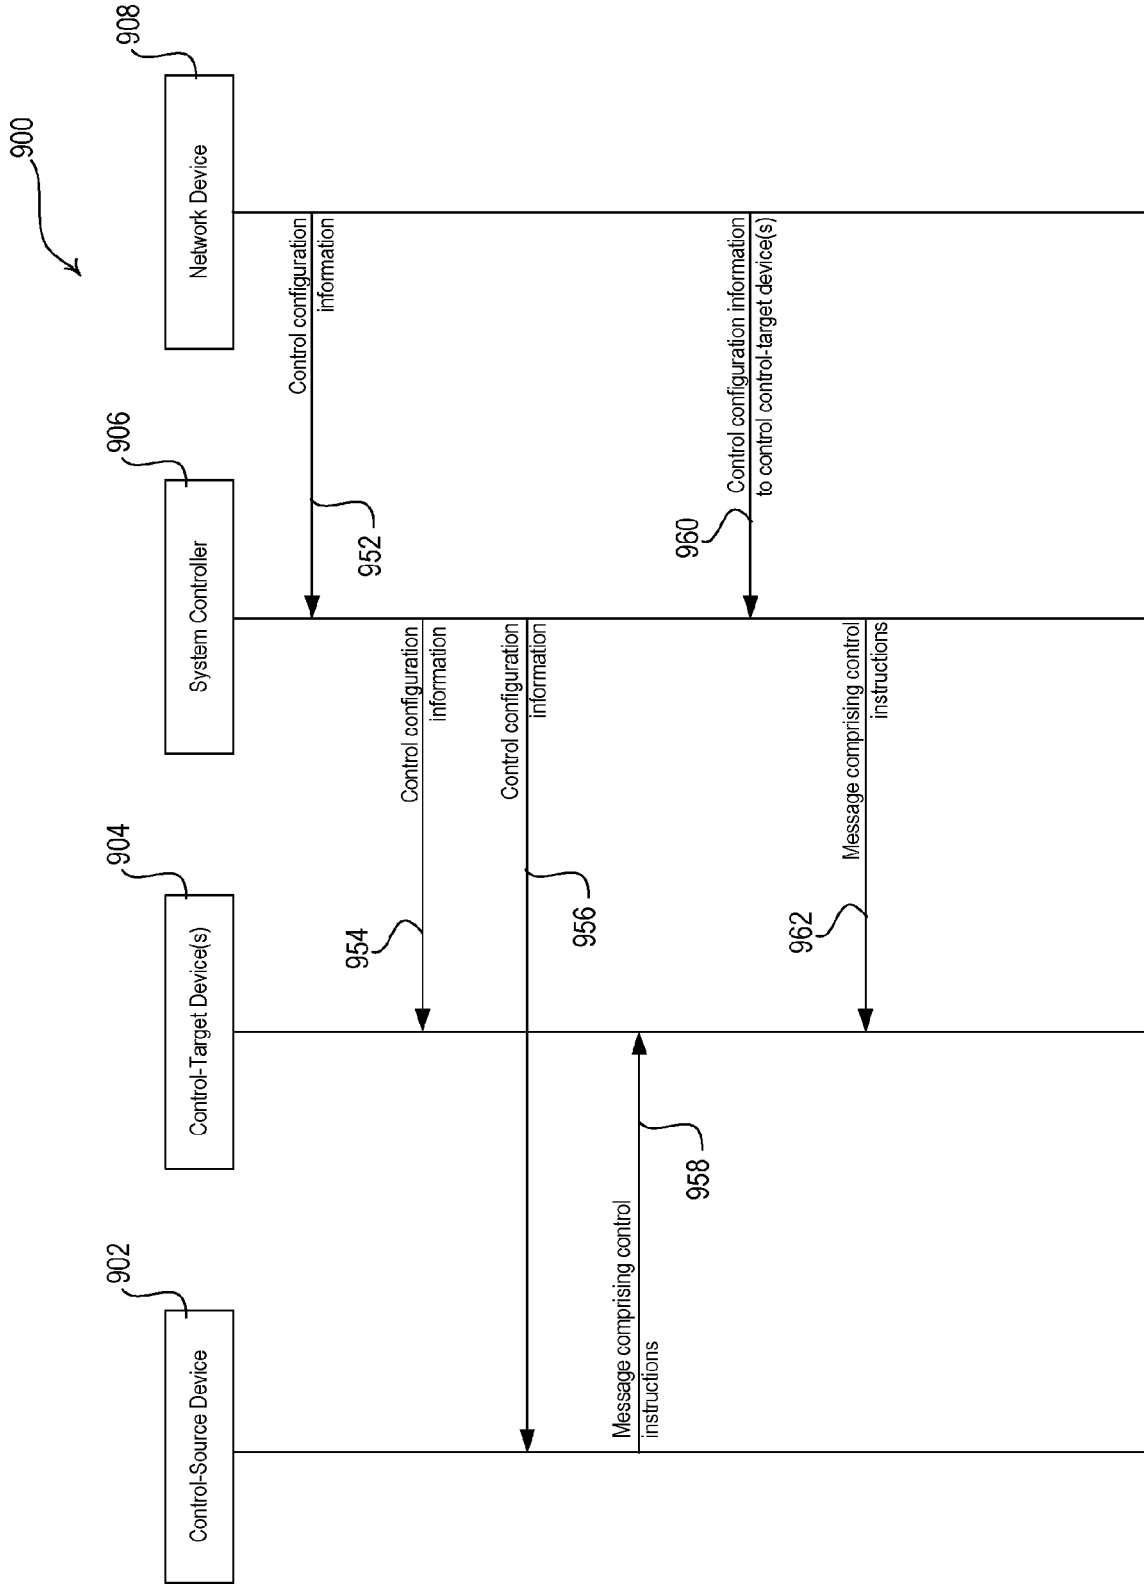 900
902
904
906
908
Control-Source Device
Control-Target Device(s)
System Controller
Network Device
Control configuration
information
952
Control configuration
information
954
Control configuration
information
956
Message comprising control
instructions
958
Control configuration information
to control control-target device(s)
960
Message comprising control
instructions
962